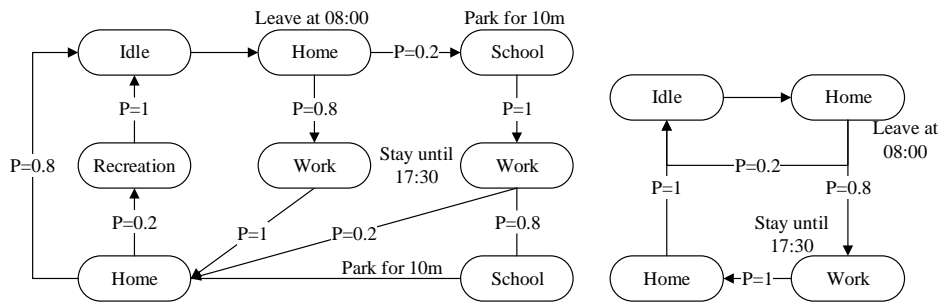 Leave at 08:00
Park for 10m
Idle
Home
P=0.2
School
P=1
P=0.8
P=1
P=0.8
Recreation
Work
Stay until
17:30
Work
P=0.2
P=1
P=0.2
P=0.8
Home
Park for 10m
School
Idle
Home
Leave at
08:00
P=0.2
P=1
P=0.8
Stay until
17:30
Home
P=1
Work